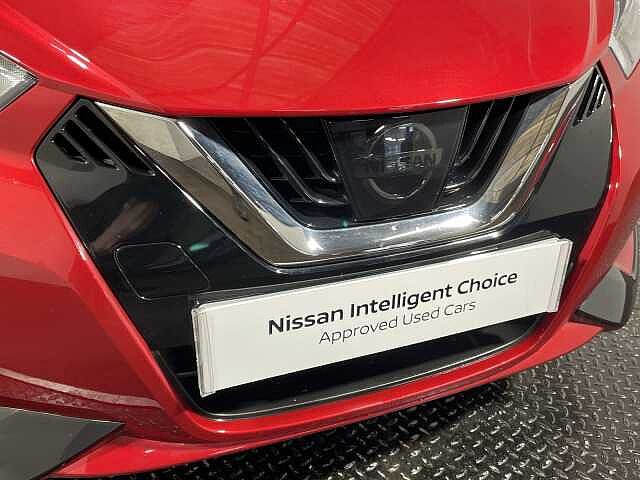 NISSAN
Nissan Intelligent Choice
Approved Used Cars